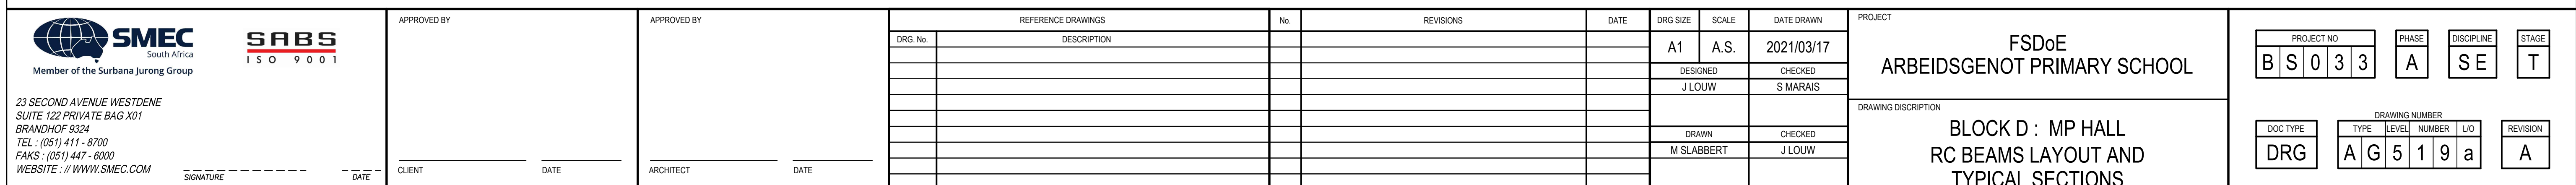 SMEC
South Africa
Member of the Surbana Jurong Group
SABS
ISO 9001
23 SECOND AVENUE WESTDENE
SUITE 122 PRIVATE BAG X01
BRANDHOF 9324
TEL : (051) 411 - 8700
FAKS : (051) 447 - 6000
WEBSITE : // WWW.SMEC.COM
SIGNATURE DATE
APPROVED BY
CLIENT DATE
APPROVED BY
ARCHITECT DATE
REFERENCE DRAWINGS
DRG. No. DESCRIPTION
No. REVISIONS DATE
DRG SIZE SCALE DATE DRAWN
A1 A.S. 2021/03/17
DESIGNED CHECKED
J LOUW S MARAIS
DRAWN CHECKED
M SLABBERT J LOUW
PROJECT
FSDoE
ARBEIDSGENOT PRIMARY SCHOOL
DRAWING DISCRIPTION
BLOCK D : MP HALL
RC BEAMS LAYOUT AND
TYPICAL SECTIONS
PROJECT NO PHASE DISCIPLINE STAGE
B S 0 3 3 A S E T
DRAWING NUMBER
DOC TYPE TYPE LEVEL NUMBER L/O REVISION
DRG A G 5 1 9 a A